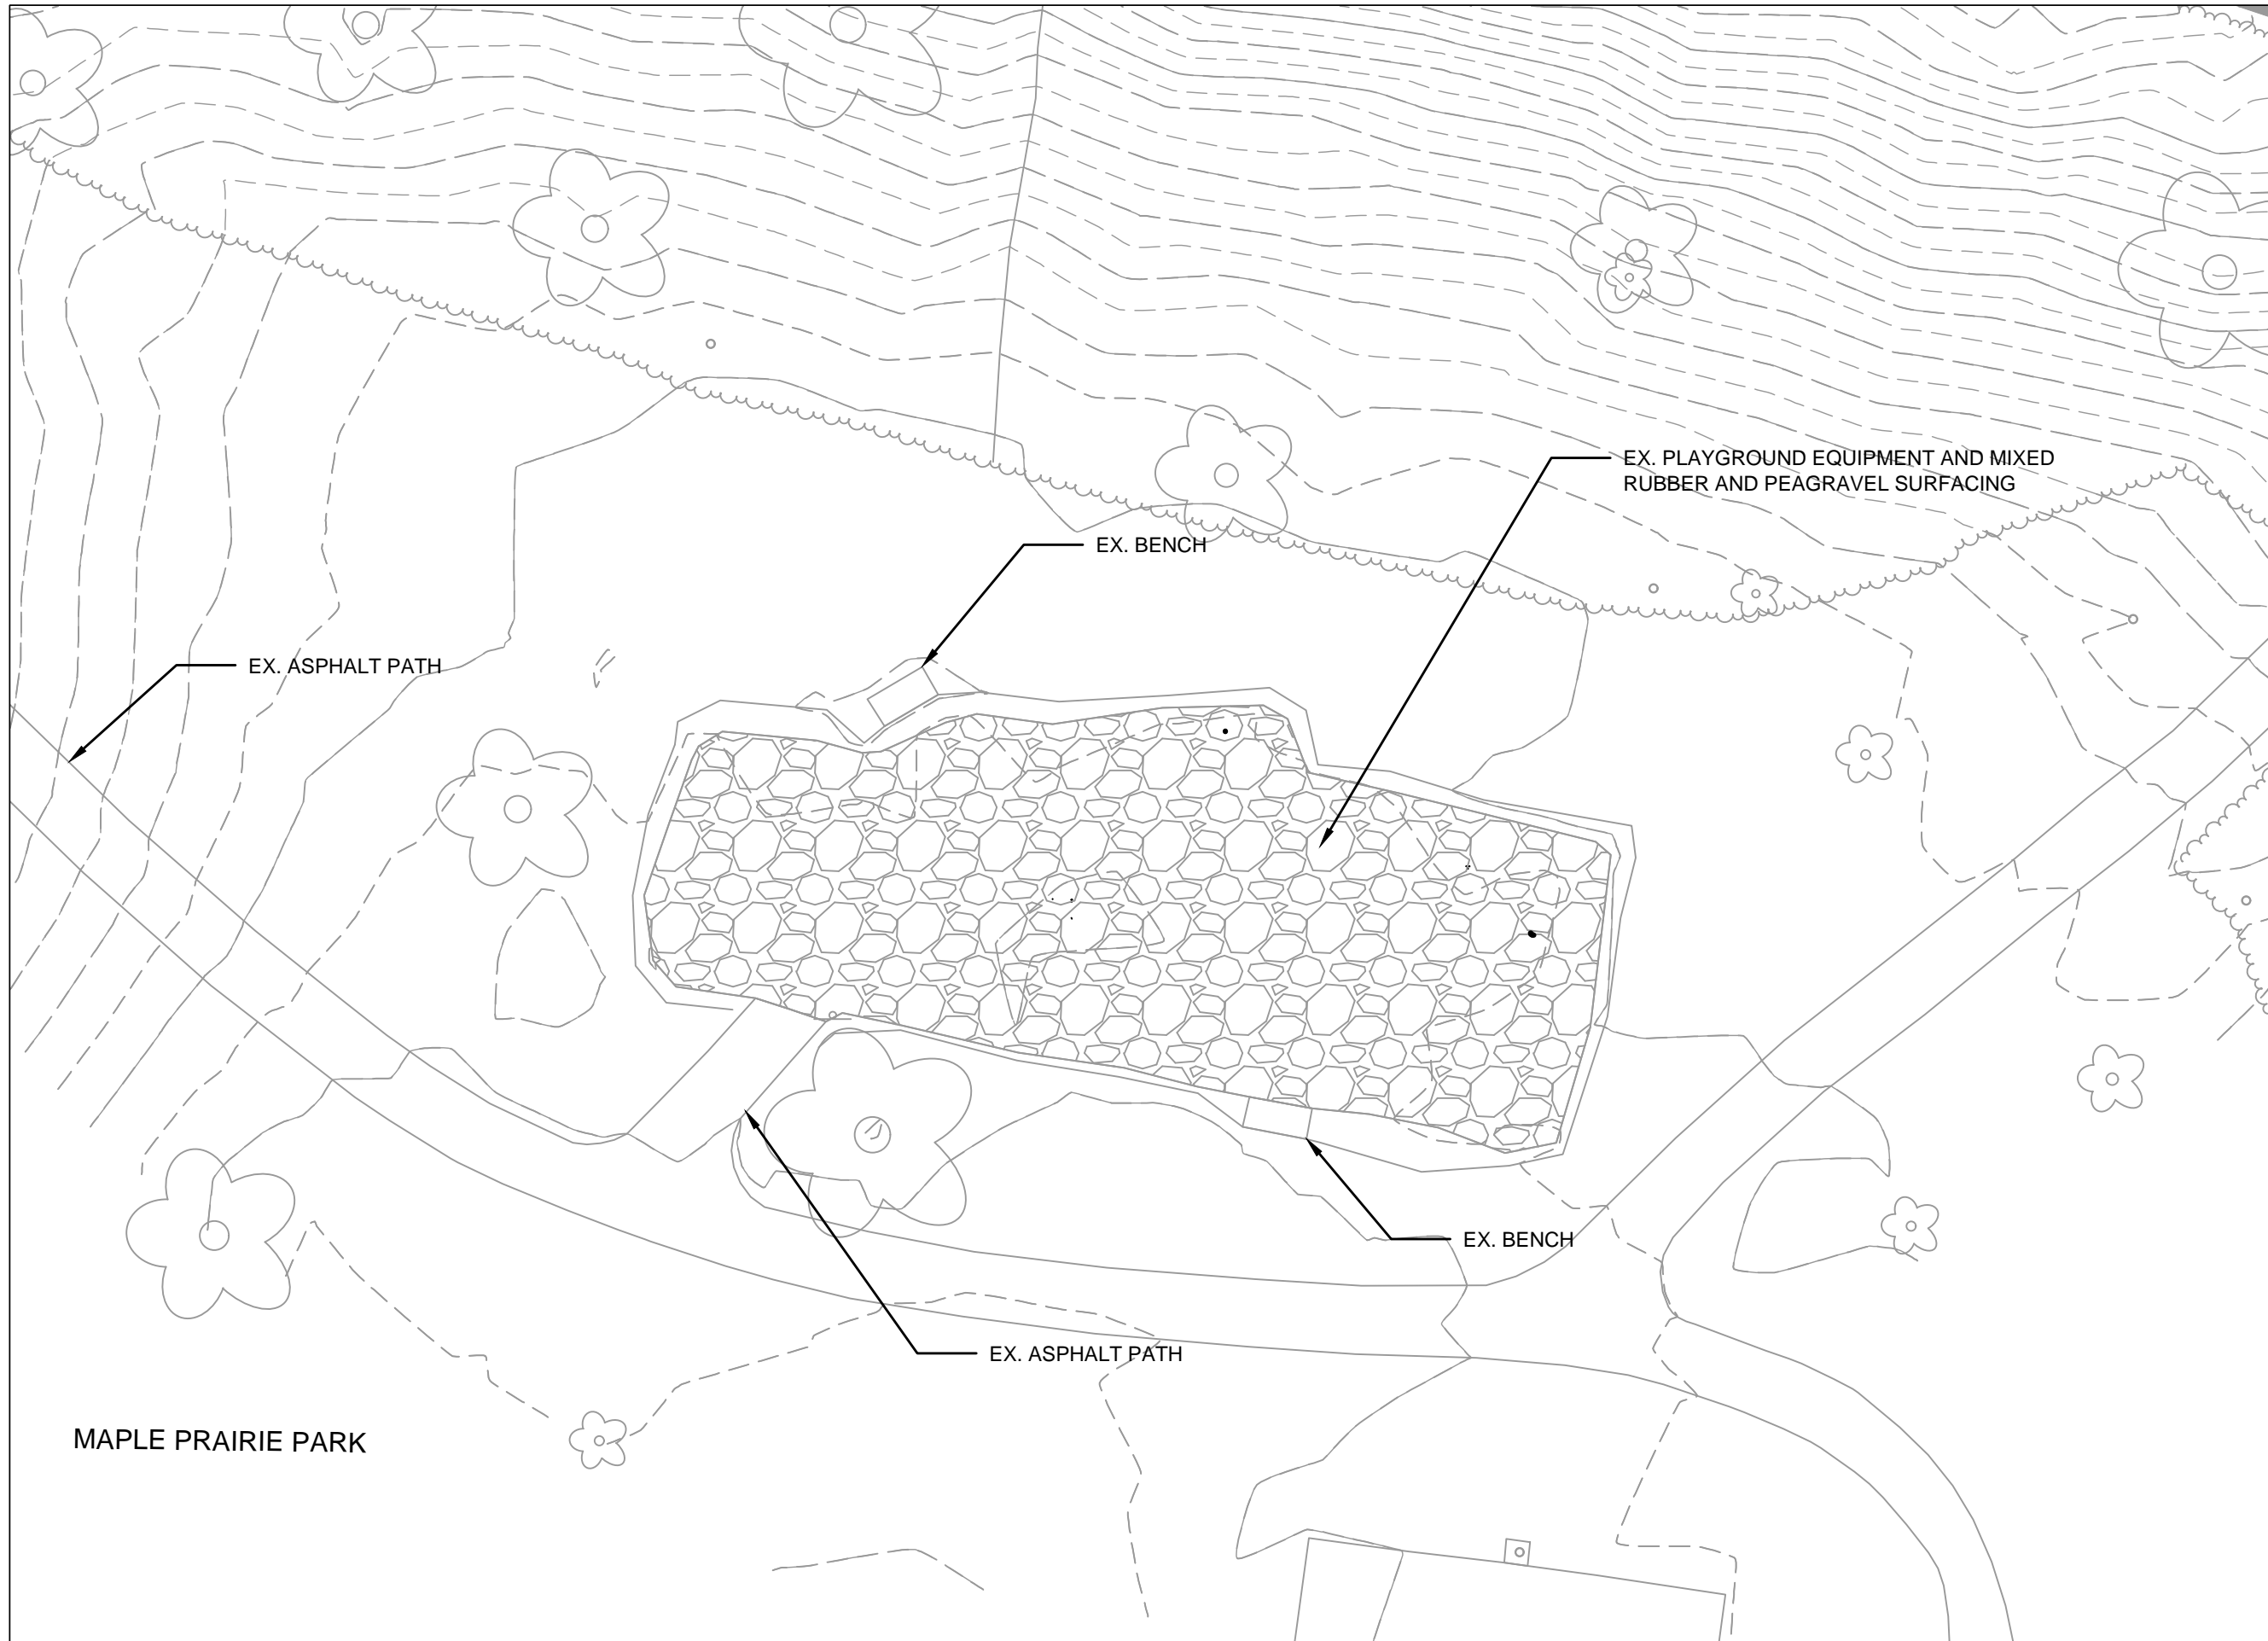 EX. PLAYGROUND EQUIPMENT AND MIXED
RUBBER AND PEAGRAVEL SURFACING
EX. BENCH
EX. ASPHALT PATH
EX. BENCH
EX. ASPHALT PATH
MAPLE PRAIRIE PARK